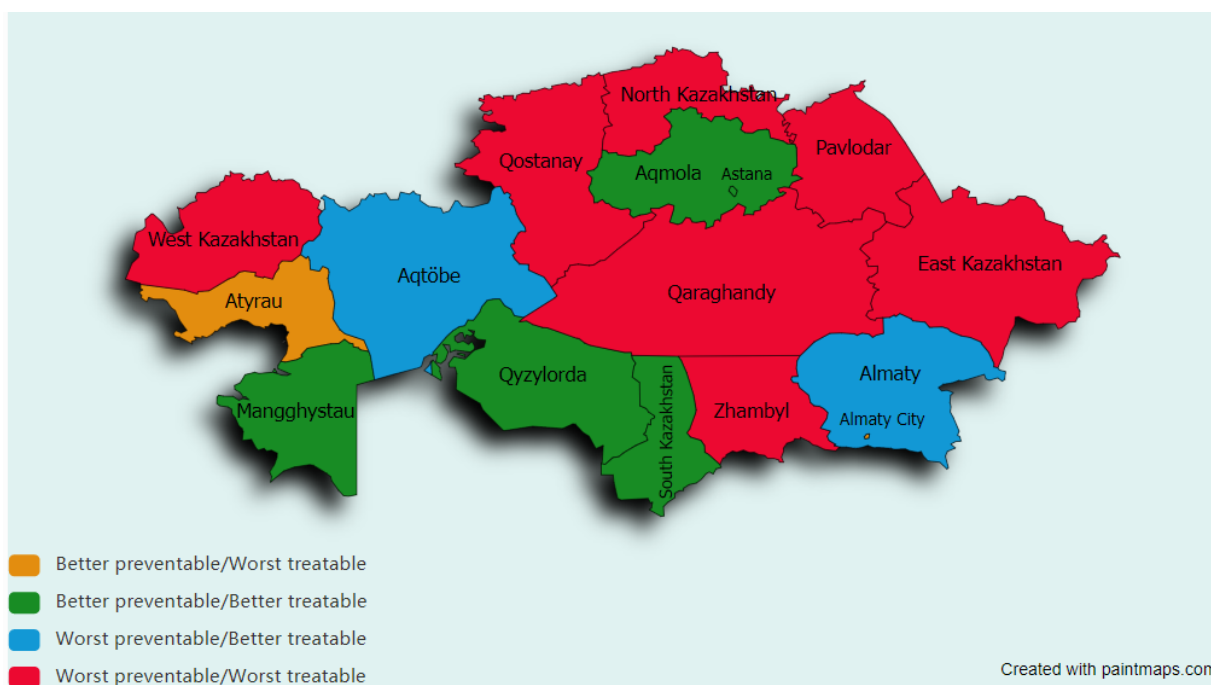 North Kazakhstan
Pavlodar
Qostanay
Aqmola
Astana
West Kazakhstan
East Kazakhstan
Aqtöbe
Qaraghandy
Atyrau
Almaty
Qyzylorda
Mangghystau
Zhambyl
Almaty City
South Kazakhstan
Better preventable/Worst treatable
Better preventable/Better treatable
Worst preventable/Better treatable
Worst preventable/Worst treatable
Created with paintmaps.com